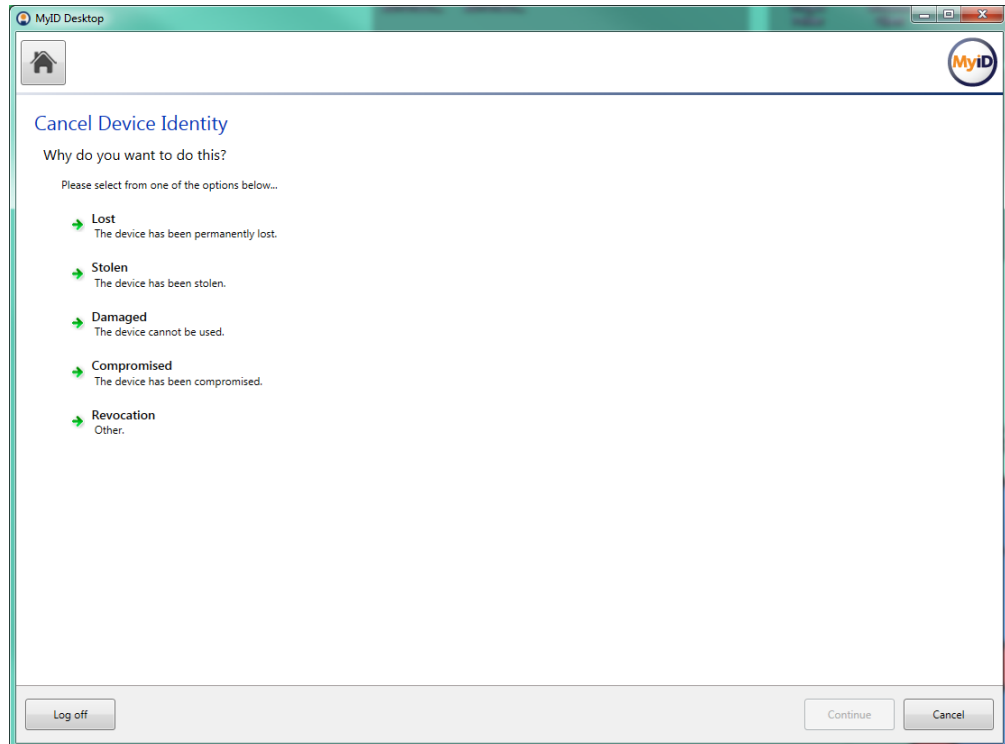 MyID Desktop
MyiD
Cancel Device Identity
Why do you want to do this?
Please select from one of the options below...
Lost
The device has been permanently lost.
Stolen
The device has been stolen.
Damaged
The device cannot be used.
Compromised
The device has been compromised.
Revocation
Other.
Log off
Continue
Cancel